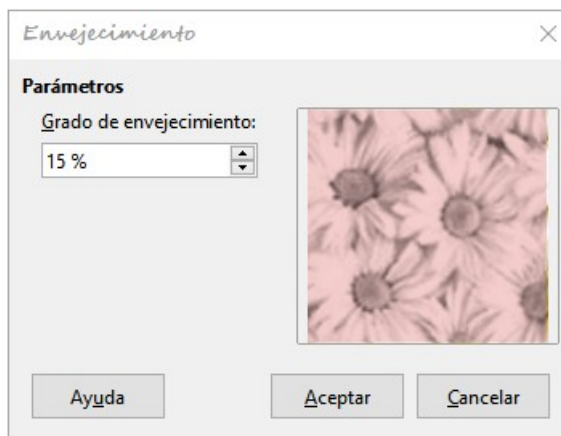 Envejecimiento
Parámetros
Grado de envejecimiento:
15 %
Ayuda
Aceptar
Cancelar